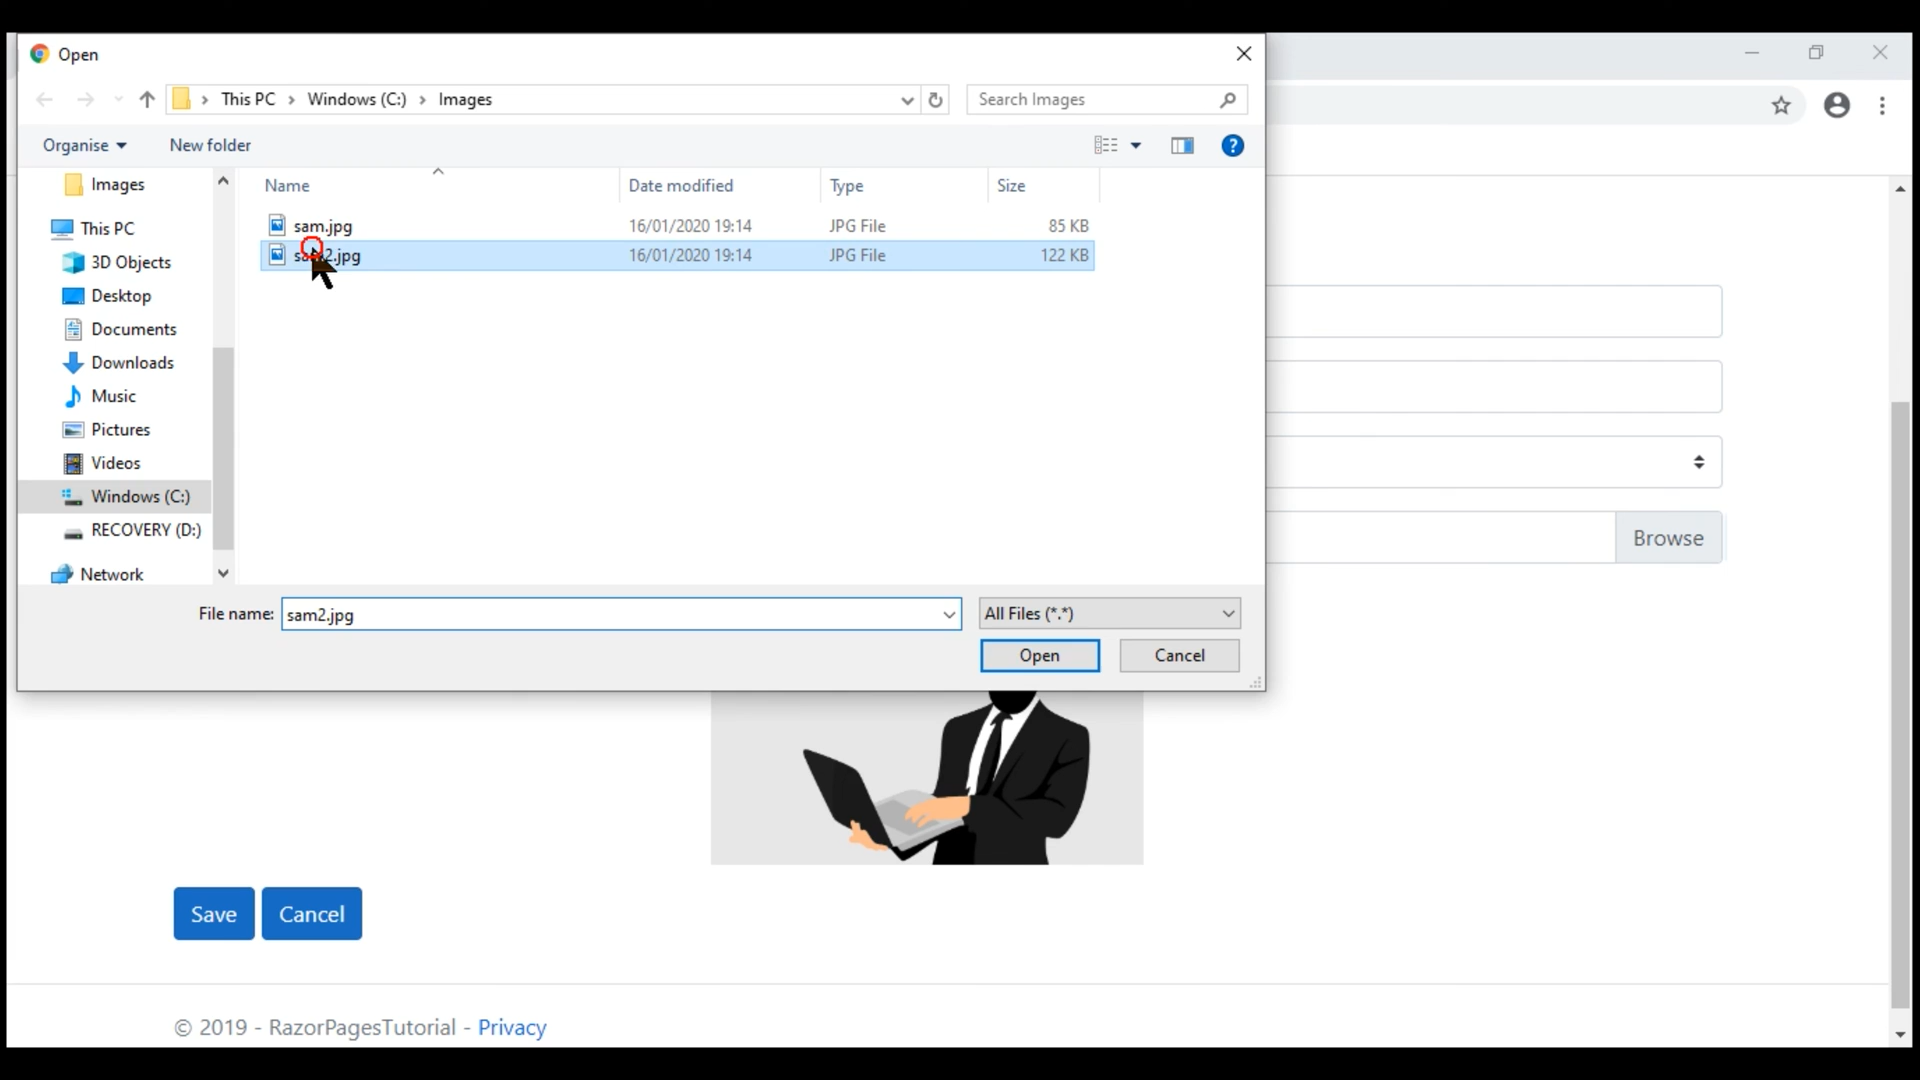 Open
This PC > Windows (C:) > Images
Search Images
Organise
New folder
Name
Date modified
Type
Size
sam.jpg
16/01/2020 19:14
JPG File
85 KB
sam2.jpg
16/01/2020 19:14
JPG File
122 KB
Images
This PC
3D Objects
Desktop
Documents
Downloads
Music
Pictures
Videos
Windows (C:)
RECOVERY (D:)
Network
File name:
sam2.jpg
All Files (*.*)
Open
Cancel
Browse
Save
Cancel
© 2019 - RazorPagesTutorial - Privacy